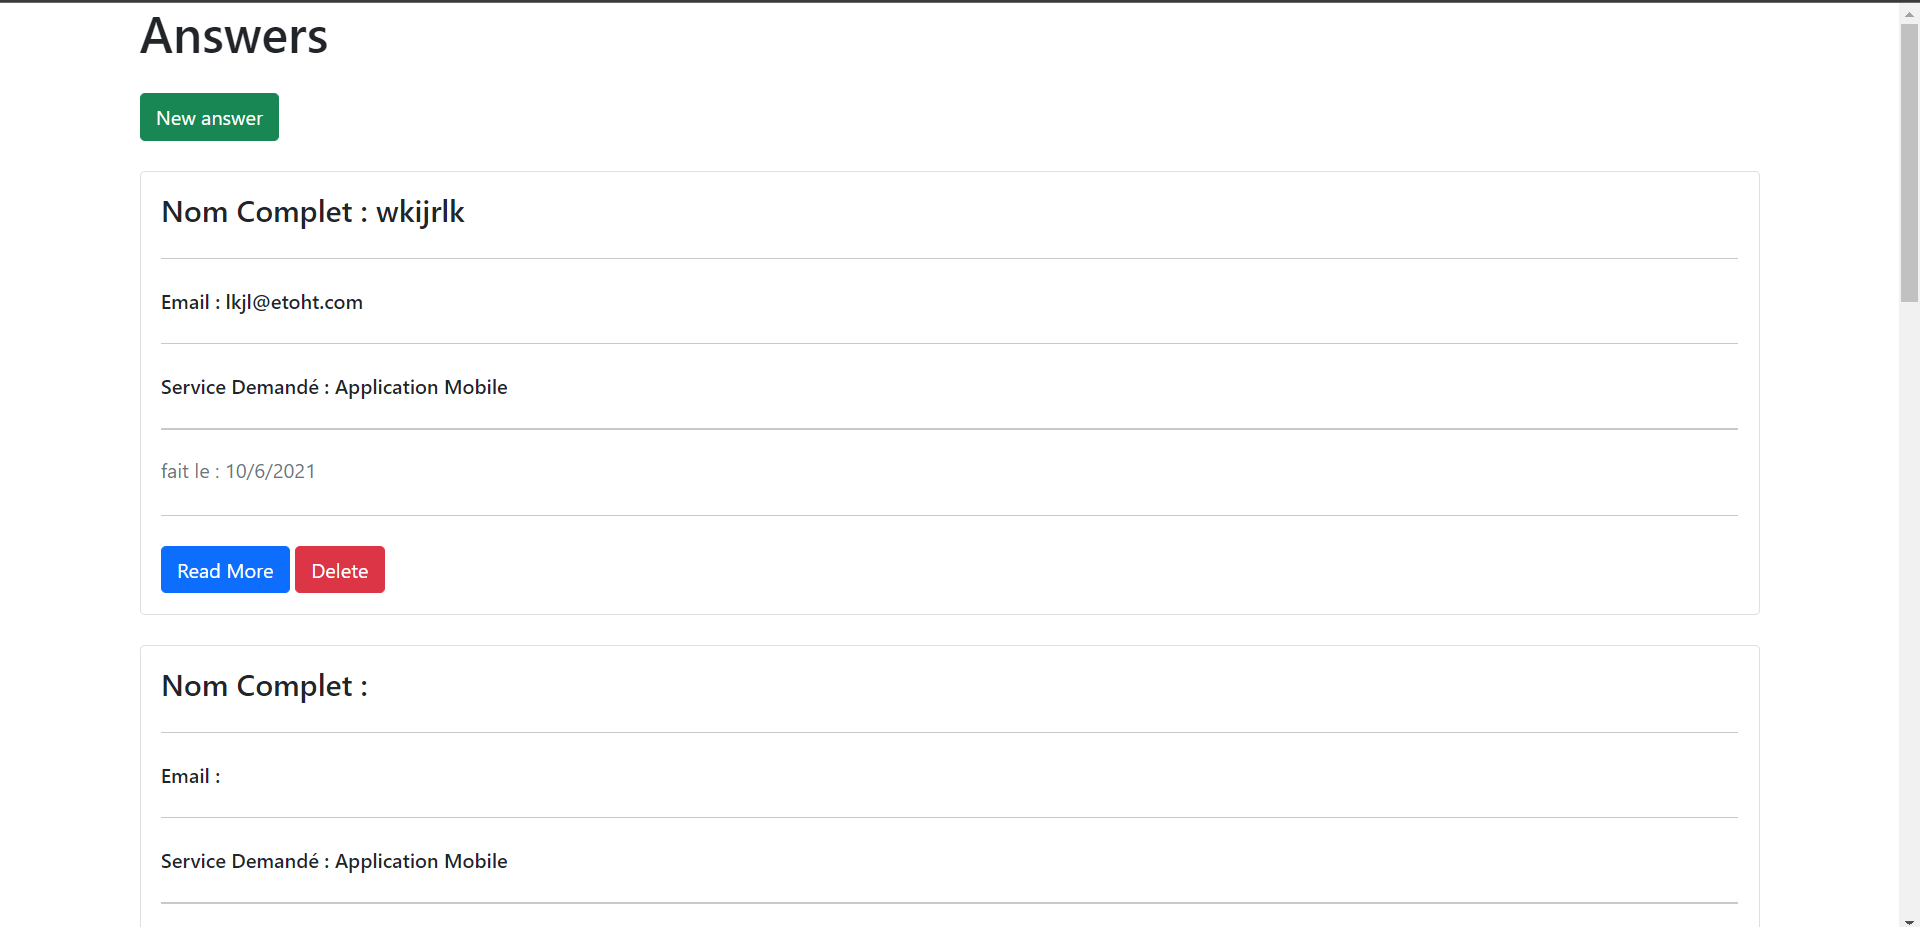 Answers
New answer
Nom Complet : wkijrlk
Email : lkjl@etoht.com
Service Demandé : Application Mobile
fait le : 10/6/2021
Read More Delete
Nom Complet :
Email :
Service Demandé : Application Mobile